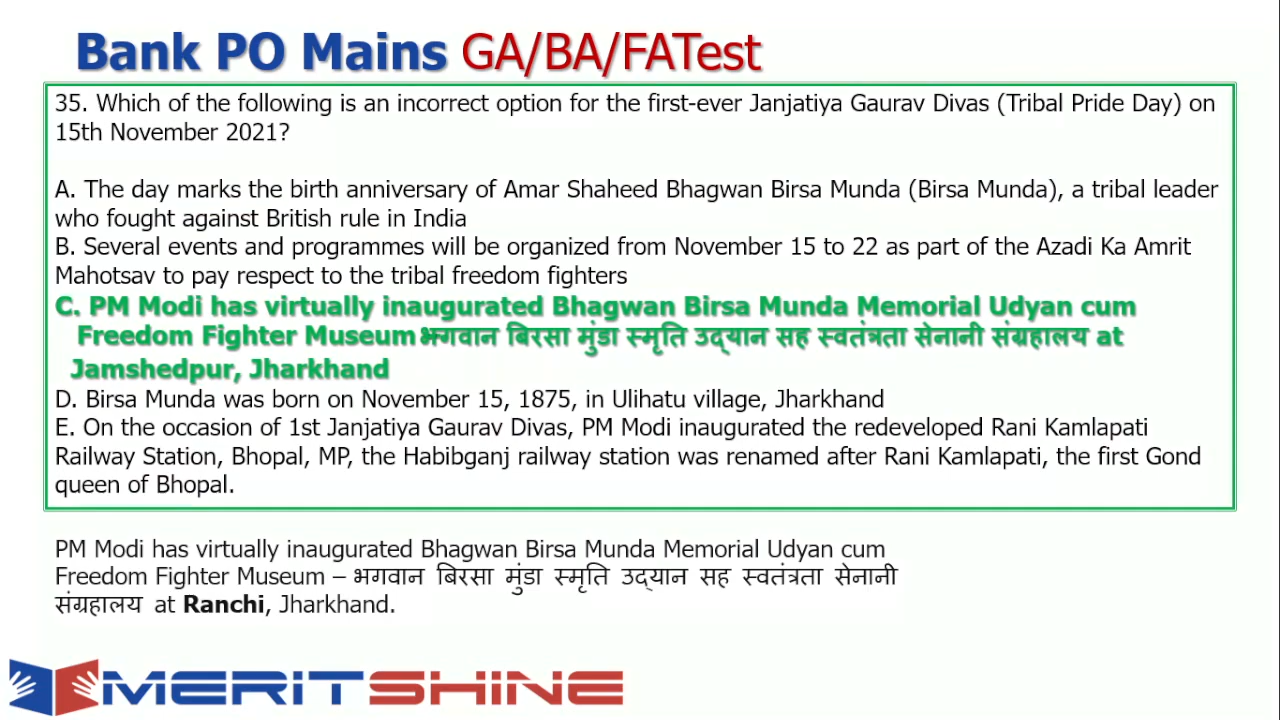 Bank PO Mains GA/BA/FATest
35. Which of the following is an incorrect option for the first-ever Janjatiya Gaurav Divas (Tribal Pride Day) on
15th November 2021?
A. The day marks the birth anniversary of Amar Shaheed Bhagwan Birsa Munda (Birsa Munda), a tribal leader
who fought against British rule in India
B. Several events and programmes will be organized from November 15 to 22 as part of the Azadi Ka Amrit
Mahotsav to pay respect to the tribal freedom fighters
C. PM Modi has virtually inaugurated Bhagwan Birsa Munda Memorial Udyan cum
Freedom Fighter Museum भगवान बिरसा मुंडा स्मृति उद्यान सह स्वतंत्रता सेनानी संग्रहालय at
Jamshedpur, Jharkhand
D. Birsa Munda was born on November 15, 1875, in Ulihatu village, Jharkhand
E. On the occasion of 1st Janjatiya Gaurav Divas, PM Modi inaugurated the redeveloped Rani Kamlapati
Railway Station, Bhopal, MP, the Habibganj railway station was renamed after Rani Kamlapati, the first Gond
queen of Bhopal.
PM Modi has virtually inaugurated Bhagwan Birsa Munda Memorial Udyan cum
Freedom Fighter Museum – भगवान बिरसा मुंडा स्मृति उद्यान सह स्वतंत्रता सेनानी
संग्रहालय at Ranchi, Jharkhand.
MERITSHINE